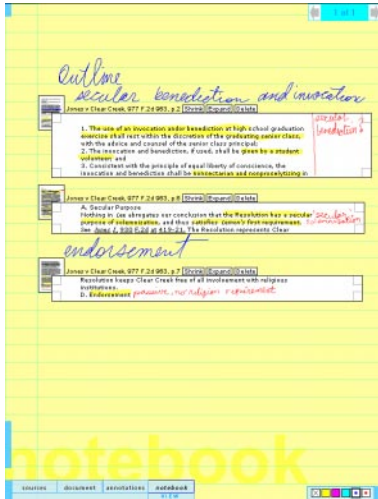 1 of 1
Outline
secular benediction and invocation
Jones v Clear Creek, 977 F.2d 963, p.2 Shrink Expand Delete
1. The use of an invocation and/or benediction at high school graduation
exercise shall rest within the discretion of the graduating senior class,
with the advice and counsel of the senior class principal;
2. The invocation and benediction, if used, shall be given by a student
volunteer; and
3. Consistent with the principle of equal liberty of conscience, the
invocation and benediction shall be nonsectarian and nonproselytizing in
secular
benediction
Jones v Clear Creek, 977 F.2d 963, p.8 Shrink Expand Delete
A. Secular Purpose
Nothing in Lee abrogates our conclusion that the Resolution has a secular
purpose of solemnization, and thus satisfies Lemon's first requirement.
See Jones I, 930 F.2d at 419-21. The Resolution represents Clear
secular
solemnization
endorsement
Jones v Clear Creek, 977 F.2d 963, p.7 Shrink Expand Delete
Resolution keeps Clear Creek free of all involvement with religious
institutions.
D. Endorsement pressure, no religion requirement
notebook
sources document annotations notebook
VIEW